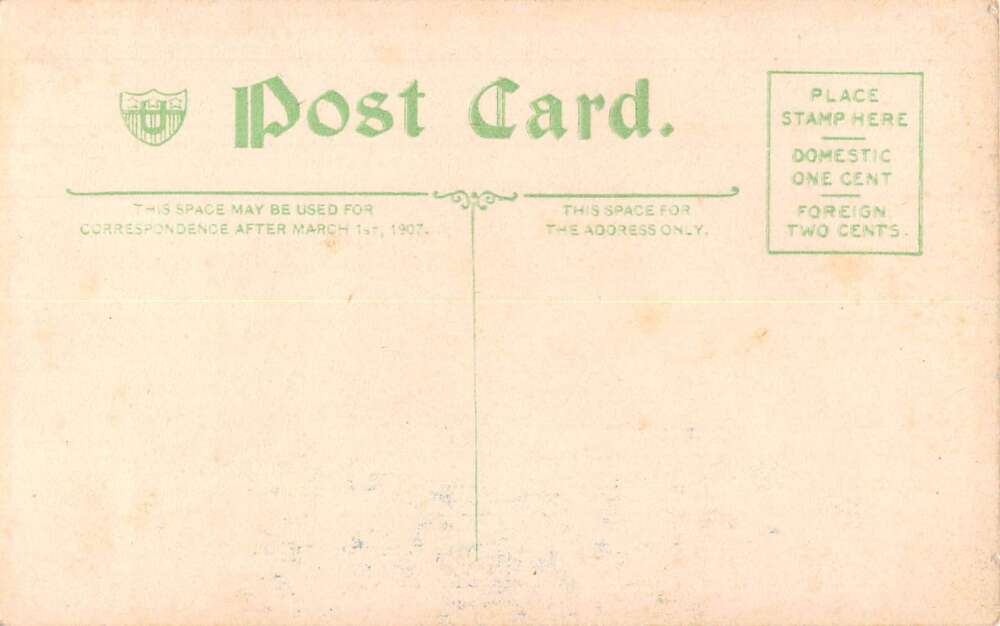 U
Post Card.
PLACE
STAMP HERE
DOMESTIC
ONE CENT
FOREIGN
TWO CENTS.
THIS SPACE MAY BE USED FOR
CORRESPONDENCE AFTER MARCH 1ST, 1907.
THIS SPACE FOR
THE ADDRESS ONLY.